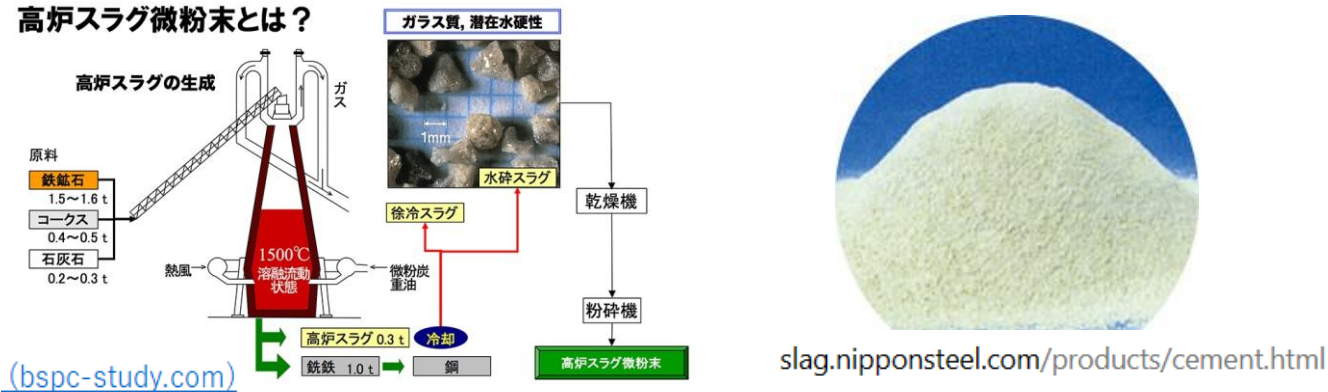 高炉スラグ微粉末とは？
ガラス質, 潜在水硬性
高炉スラグの生成
ガス
1mm
水砕スラグ
原料
鉄鉱石
1.5～1.6 t
コークス
0.4～0.5 t
石灰石
0.2～0.3 t
徐冷スラグ
乾燥機
1500℃
溶融流動
状態
熱風
微粉炭
重油
粉砕機
高炉スラグ 0.3 t
冷却
銑鉄 1.0 t
鋼
高炉スラグ微粉末
（bspc-study.com）
slag.nipponsteel.com/products/cement.html